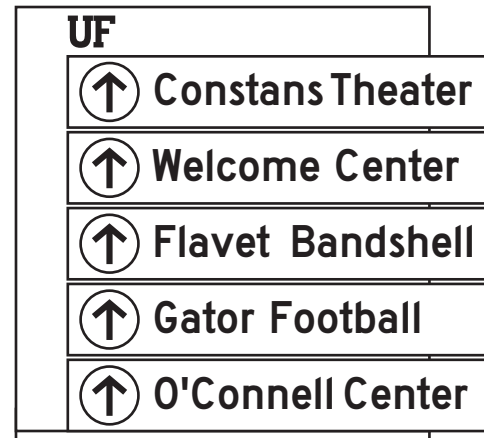 UF
Constans Theater
Welcome Center
Flavet Bandshell
Gator Football
O'Connell Center